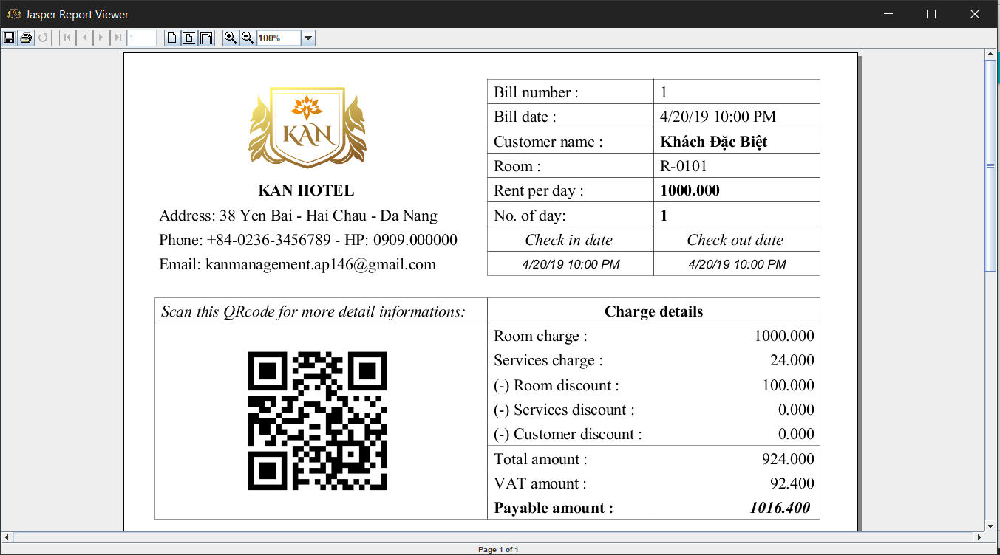 Jasper Report Viewer
1
100%
KAN
KAN HOTEL
Address: 38 Yen Bai - Hai Chau - Da Nang
Phone: +84-0236-3456789 - HP: 0909.000000
Email: kanmanagement.ap146@gmail.com
Bill number : 1
Bill date : 4/20/19 10:00 PM
Customer name : Khách Đặc Biệt
Room : R-0101
Rent per day : 1000.000
No. of day: 1
Check in date Check out date
4/20/19 10:00 PM 4/20/19 10:00 PM
Scan this QRcode for more detail informations:
Charge details
Room charge : 1000.000
Services charge : 24.000
(-) Room discount : 100.000
(-) Services discount : 0.000
(-) Customer discount : 0.000
Total amount : 924.000
VAT amount : 92.400
Payable amount : 1016.400
Page 1 of 1